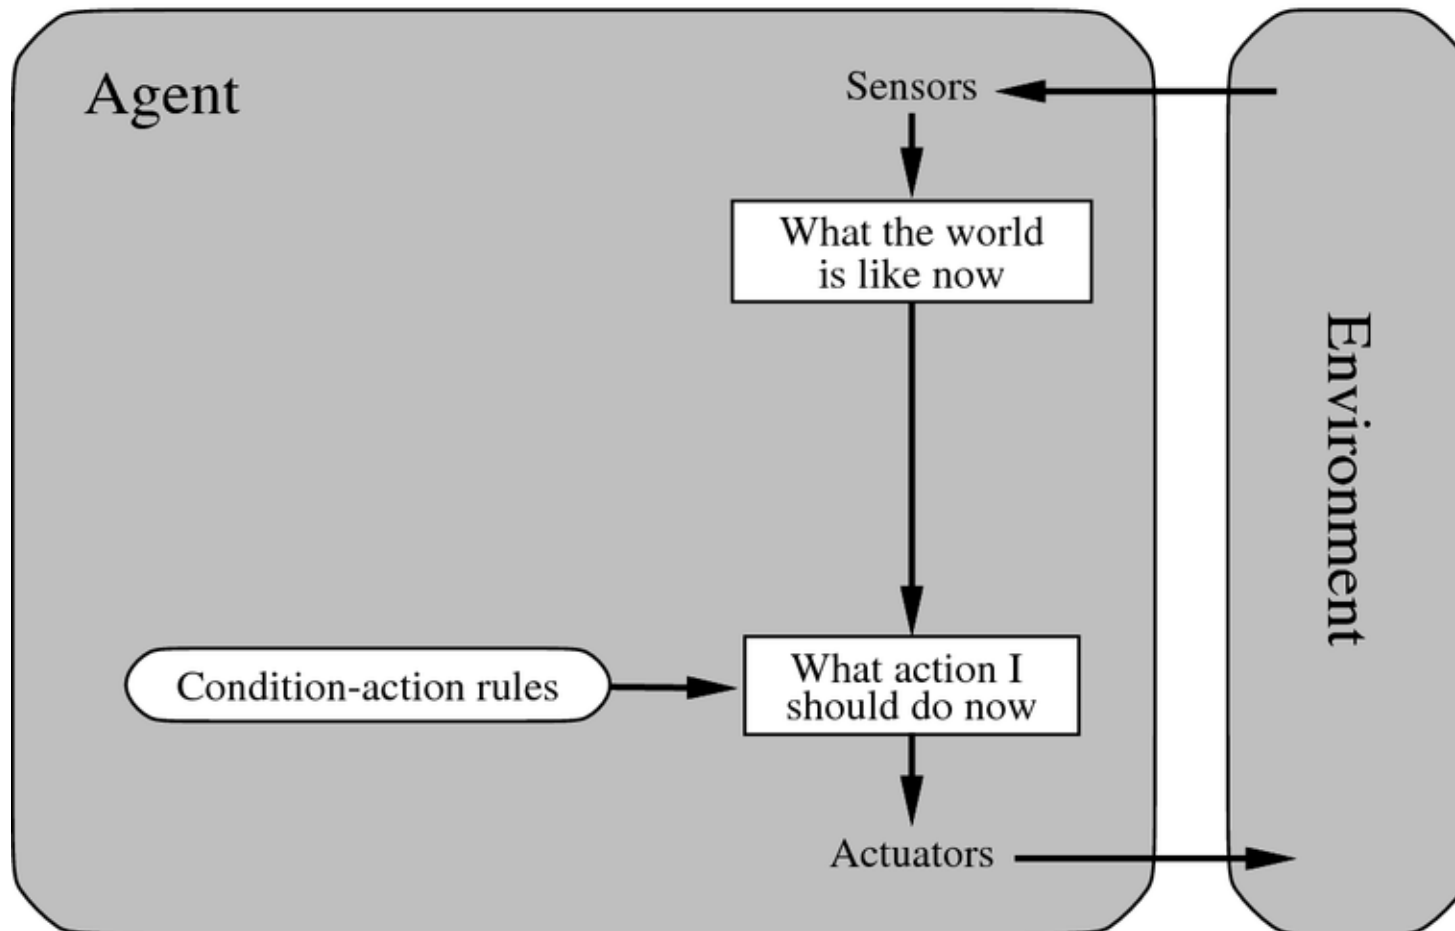 Agent
Sensors
What the world
is like now
Environment
Condition-action rules
What action I
should do now
Actuators